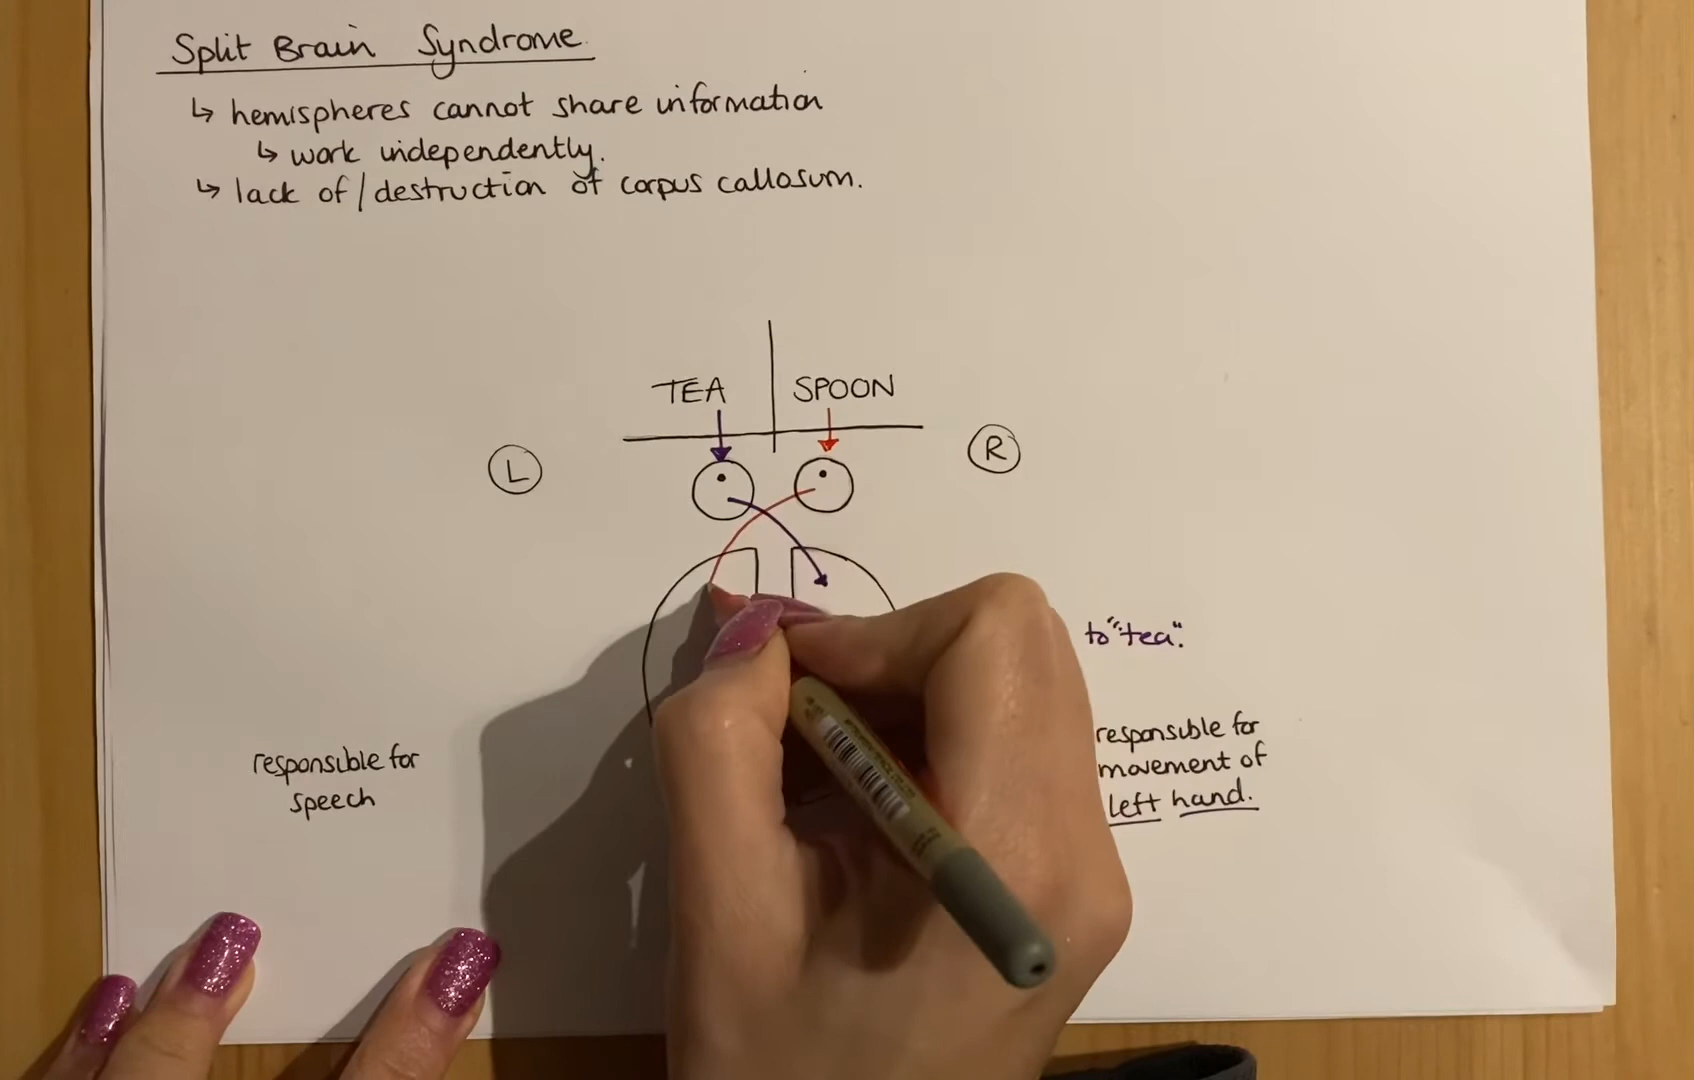 Split Brain Syndrome
↳ hemispheres cannot share information
↳ work independently.
↳ lack of / destruction of corpus callosum.
TEA SPOON
L
R
to "tea".
responsible for
speech
responsible for
movement of
left hand.